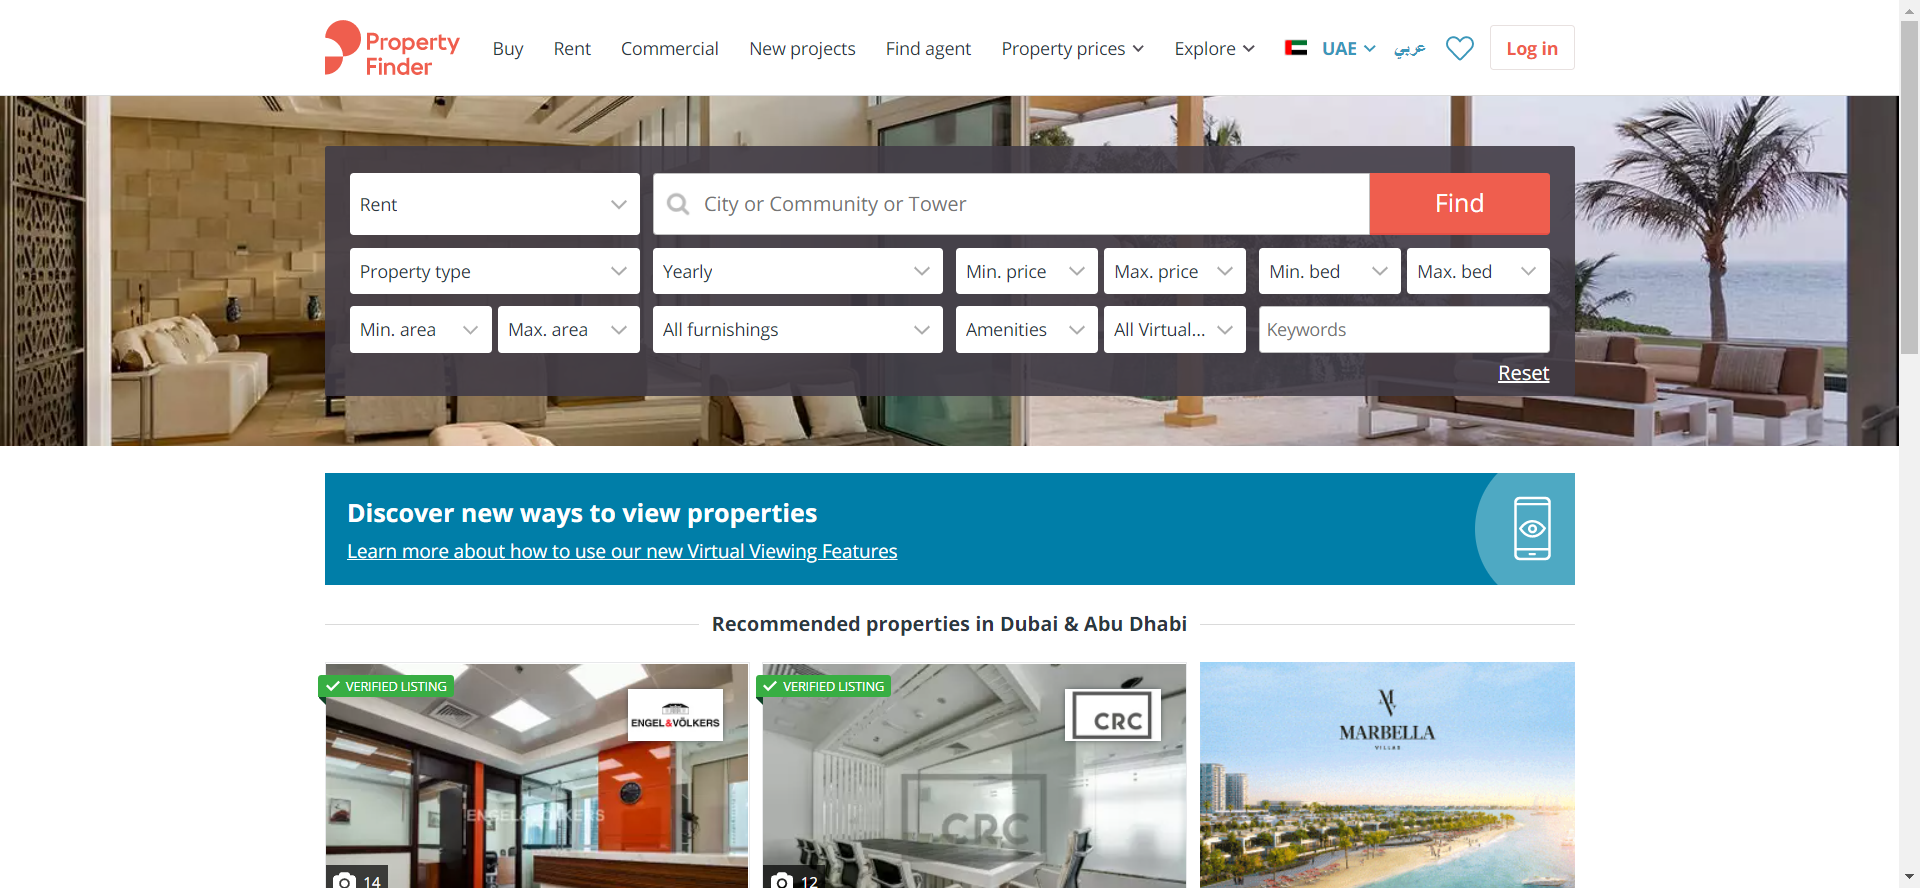 Property Finder
Buy
Rent
Commercial
New projects
Find agent
Property prices
Explore
UAE
عربي
Log in
Rent
City or Community or Tower
Find
Property type
Yearly
Min. price
Max. price
Min. bed
Max. bed
Min. area
Max. area
All furnishings
Amenities
All Virtual...
Keywords
Reset
Discover new ways to view properties
Learn more about how to use our new Virtual Viewing Features
Recommended properties in Dubai & Abu Dhabi
VERIFIED LISTING
ENGEL&VÖLKERS
ENGEL&VÖLKERS
14
VERIFIED LISTING
CRC
CRC
12
MARBELLA
VILLAS